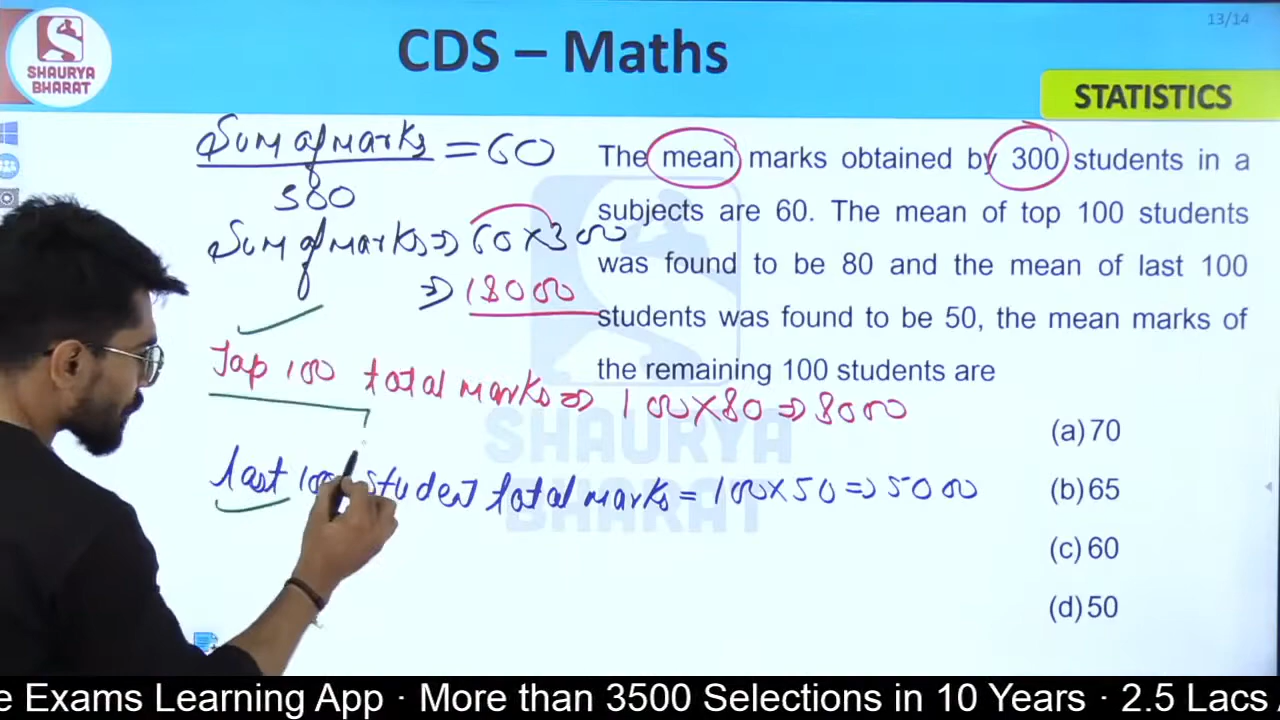 13/14
SHAURYA
BHARAT
CDS – Maths
STATISTICS
Sum of marks = 60
300
Sum of marks ⇒ 60×300
⇒ 18000
The mean marks obtained by 300 students in a
subjects are 60. The mean of top 100 students
was found to be 80 and the mean of last 100
students was found to be 50, the mean marks of
the remaining 100 students are
Top 100 total marks ⇒ 100×80 ⇒ 8000
last 100 student total marks = 100×50 ⇒ 5000
(a) 70
(b) 65
(c) 60
(d) 50
SHAURYA
BHARAT
e Exams Learning App · More than 3500 Selections in 10 Years · 2.5 Lacs